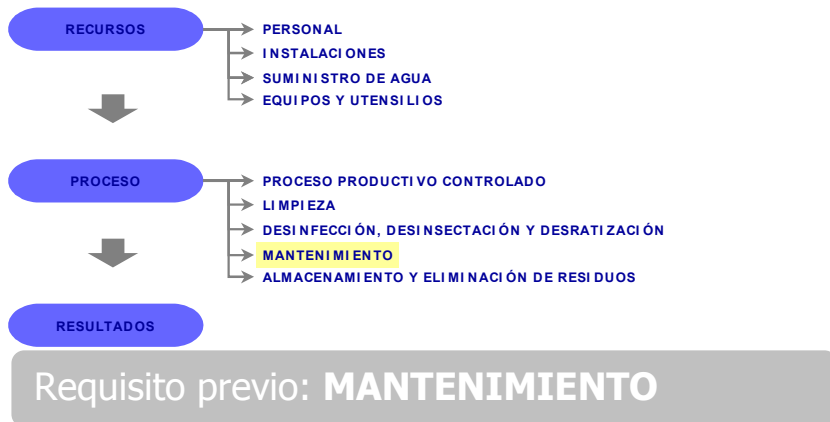 RECURSOS
PERSONAL
INSTALACIONES
SUMINISTRO DE AGUA
EQUIPOS Y UTENSILIOS
PROCESO
PROCESO PRODUCTIVO CONTROLADO
LIMPIEZA
DESINFECCIÓN, DESINSECTACIÓN Y DESRATIZACIÓN
MANTENIMIENTO
ALMACENAMIENTO Y ELIMINACIÓN DE RESIDUOS
RESULTADOS
Requisito previo: MANTENIMIENTO